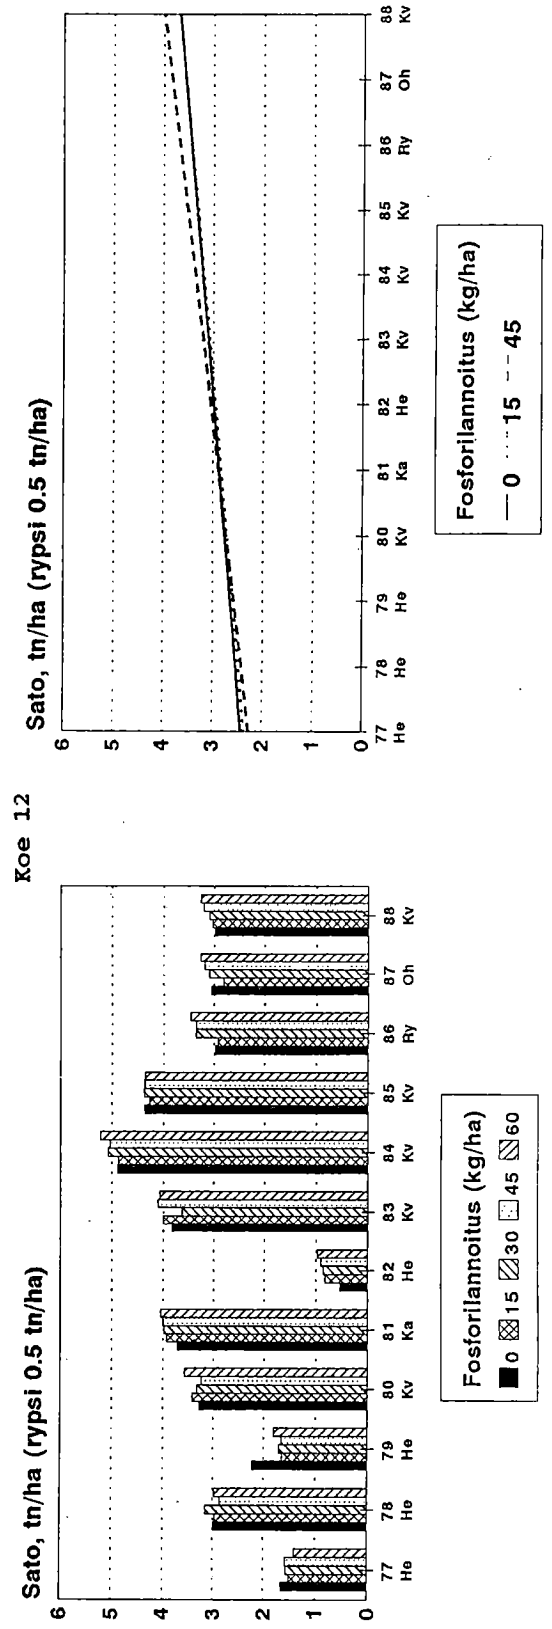 Koe 12
Sato, tn/ha (rypsi 0.5 tn/ha)
6
5
4
3
2
1
0
77 78 79 80 81 82 83 84 85 86 87 88
He He He Kv Ka He Kv Kv Kv Ry Oh Kv
Fosforilannoitus (kg/ha)
0 15 30 45 60
Sato, tn/ha (rypsi 0.5 tn/ha)
6
5
4
3
2
1
0
77 78 79 80 81 82 83 84 85 86 87 88
He He He Kv Ka He Kv Kv Kv Ry Oh Kv
Fosforilannoitus (kg/ha)
0 15 45